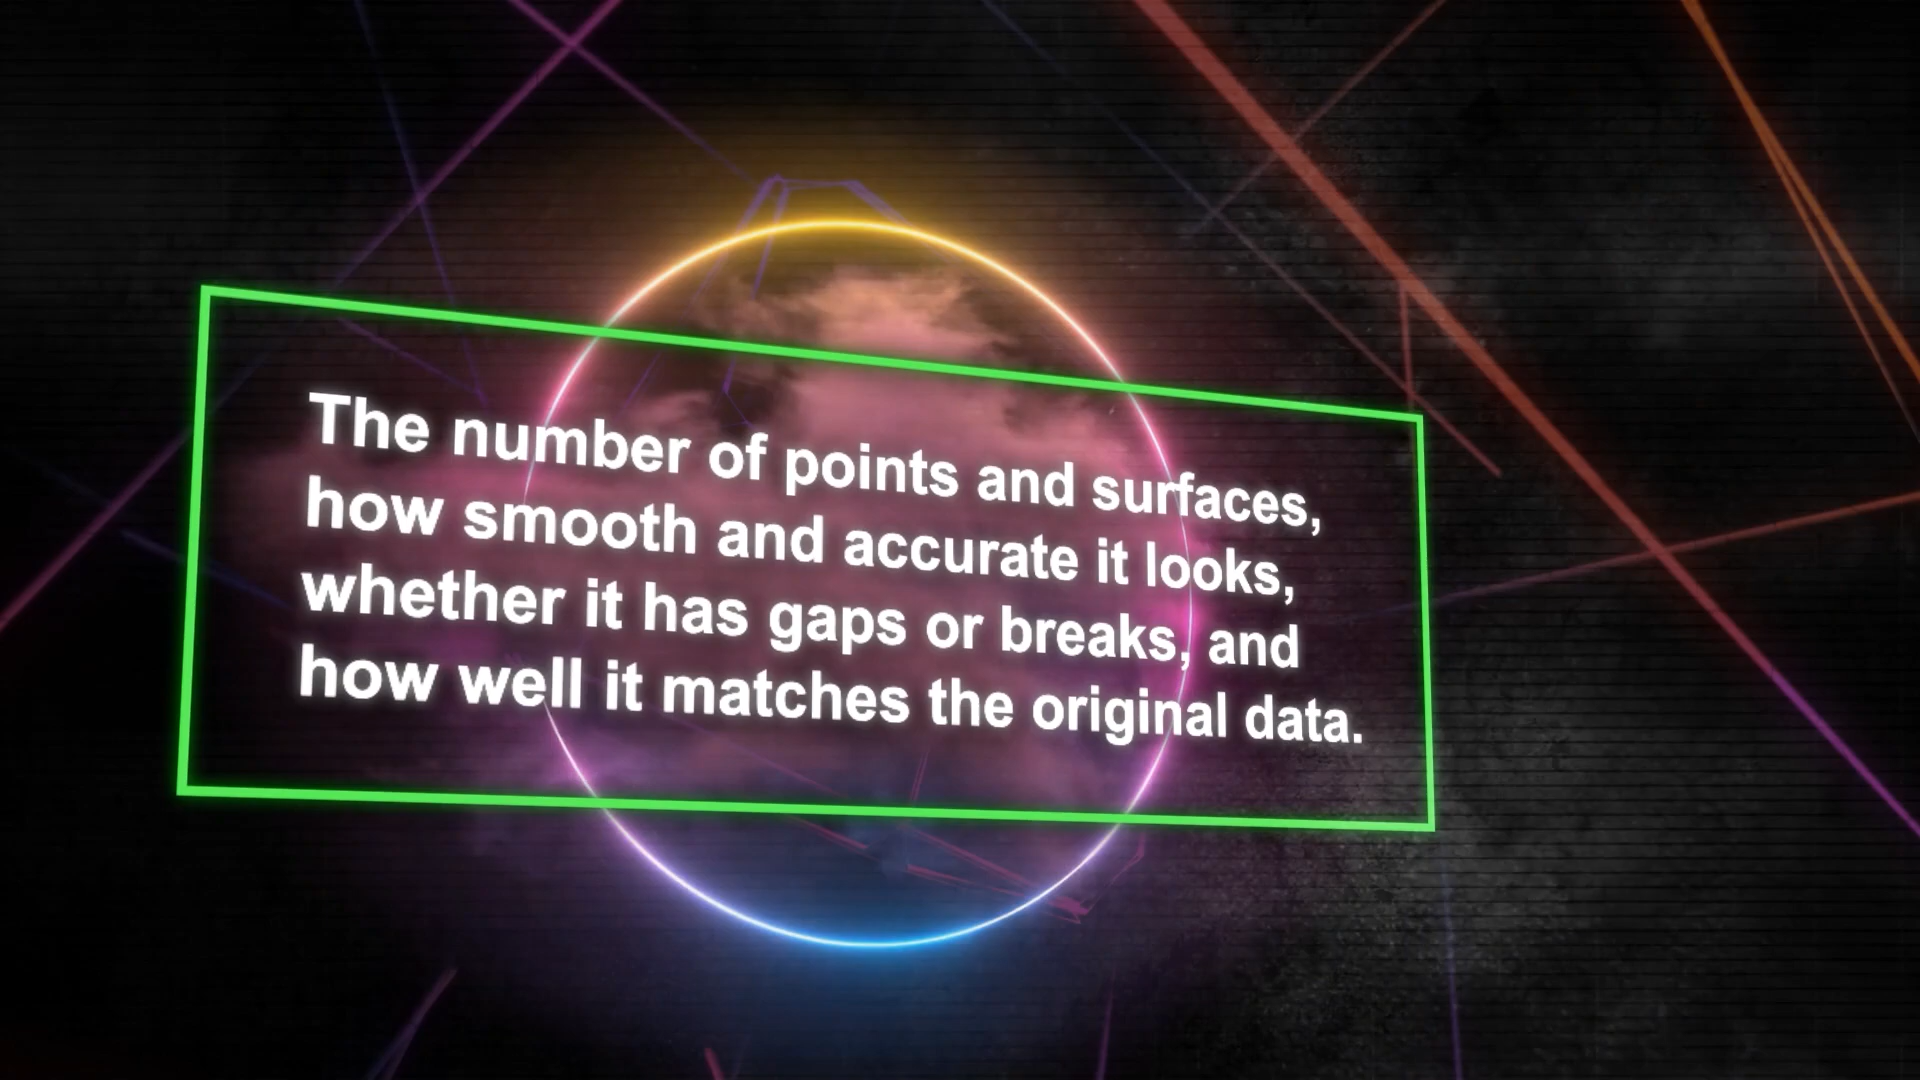 The number of points and surfaces,
how smooth and accurate it looks,
whether it has gaps or breaks, and
how well it matches the original data.